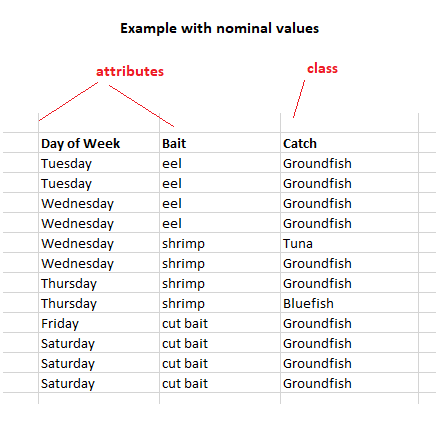 Example with nominal values
attributes
class
Day of Week Bait Catch
Tuesday eel Groundfish
Tuesday eel Groundfish
Wednesday eel Groundfish
Wednesday eel Groundfish
Wednesday shrimp Tuna
Wednesday shrimp Groundfish
Thursday shrimp Groundfish
Thursday shrimp Bluefish
Friday cut bait Groundfish
Saturday cut bait Groundfish
Saturday cut bait Groundfish
Saturday cut bait Groundfish